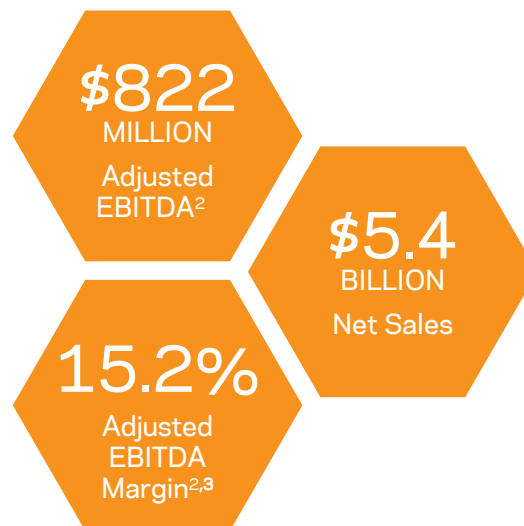 $822
MILLION
Adjusted
EBITDA²
$5.4
BILLION
Net Sales
15.2%
Adjusted
EBITDA
Margin²,³